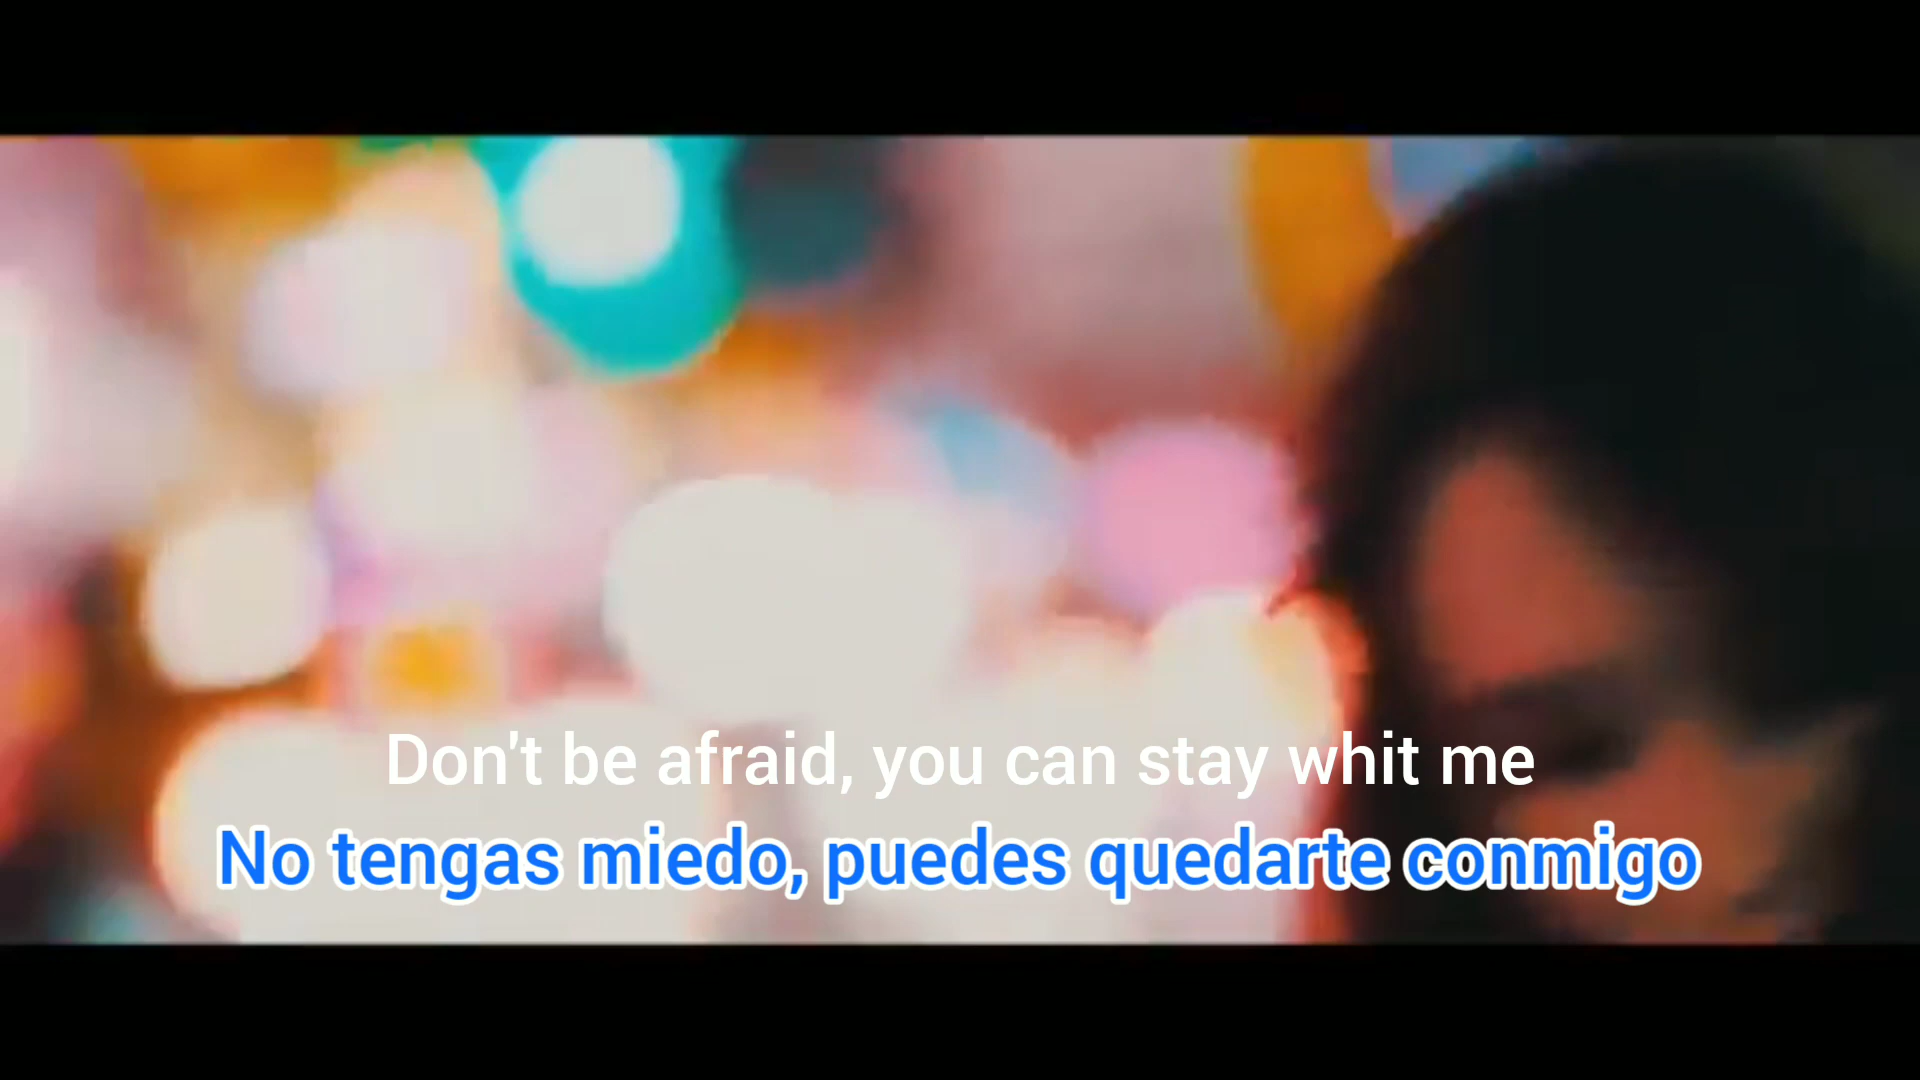 Don't be afraid, you can stay whit me
No tengas miedo, puedes quedarte conmigo